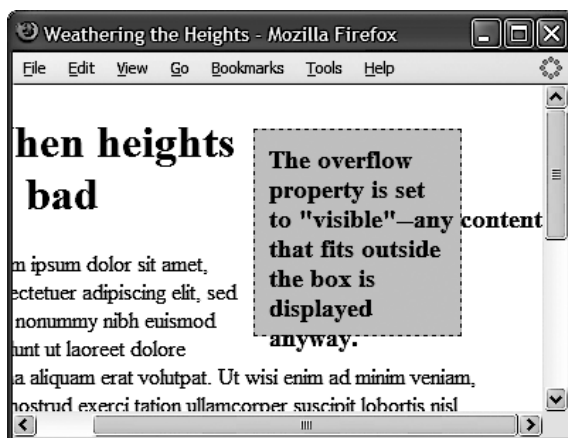 Weathering the Heights - Mozilla Firefox
File Edit View Go Bookmarks Tools Help
hen heights
bad
The overflow
property is set
to "visible"—any content
that fits outside
the box is
displayed
anyway.
m ipsum dolor sit amet,
ectetuer adipiscing elit, sed
nonummy nibh euismod
dunt ut laoreet dolore
na aliquam erat volutpat. Ut wisi enim ad minim veniam,
nostrud exerci tation ullamcorper suscipit lobortis nisl